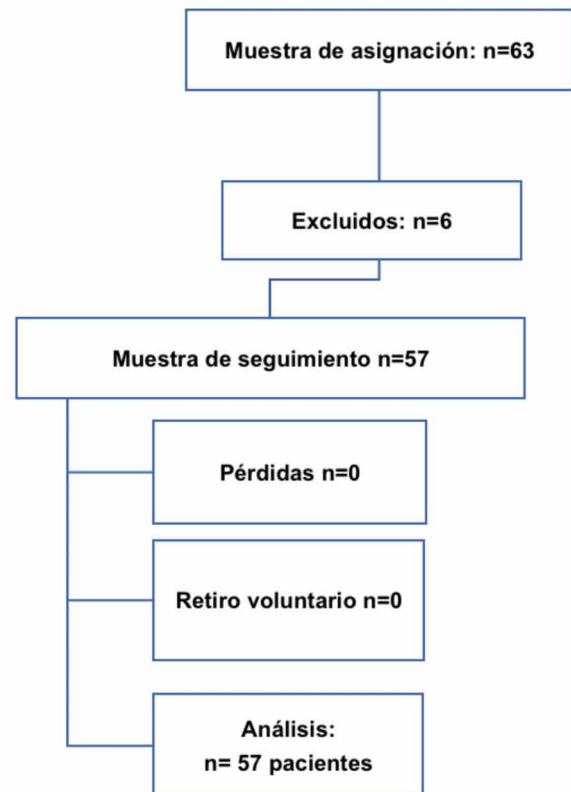 Muestra de asignación: n=63
Excluidos: n=6
Muestra de seguimiento n=57
Pérdidas n=0
Retiro voluntario n=0
Análisis:
n= 57 pacientes